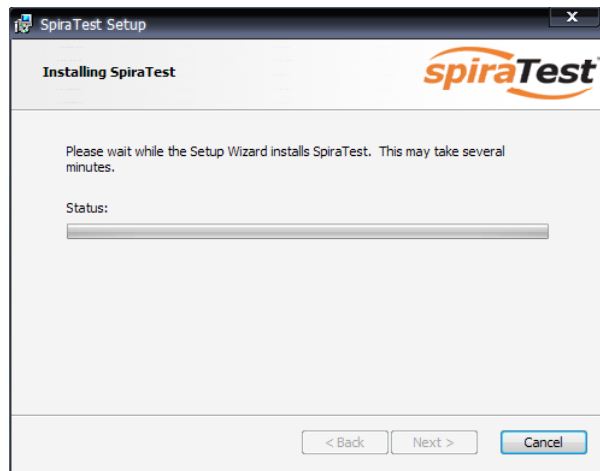 SpiraTest Setup
x
Installing SpiraTest
spiraTest
Please wait while the Setup Wizard installs SpiraTest. This may take several
minutes.
Status:
< Back
Next >
Cancel